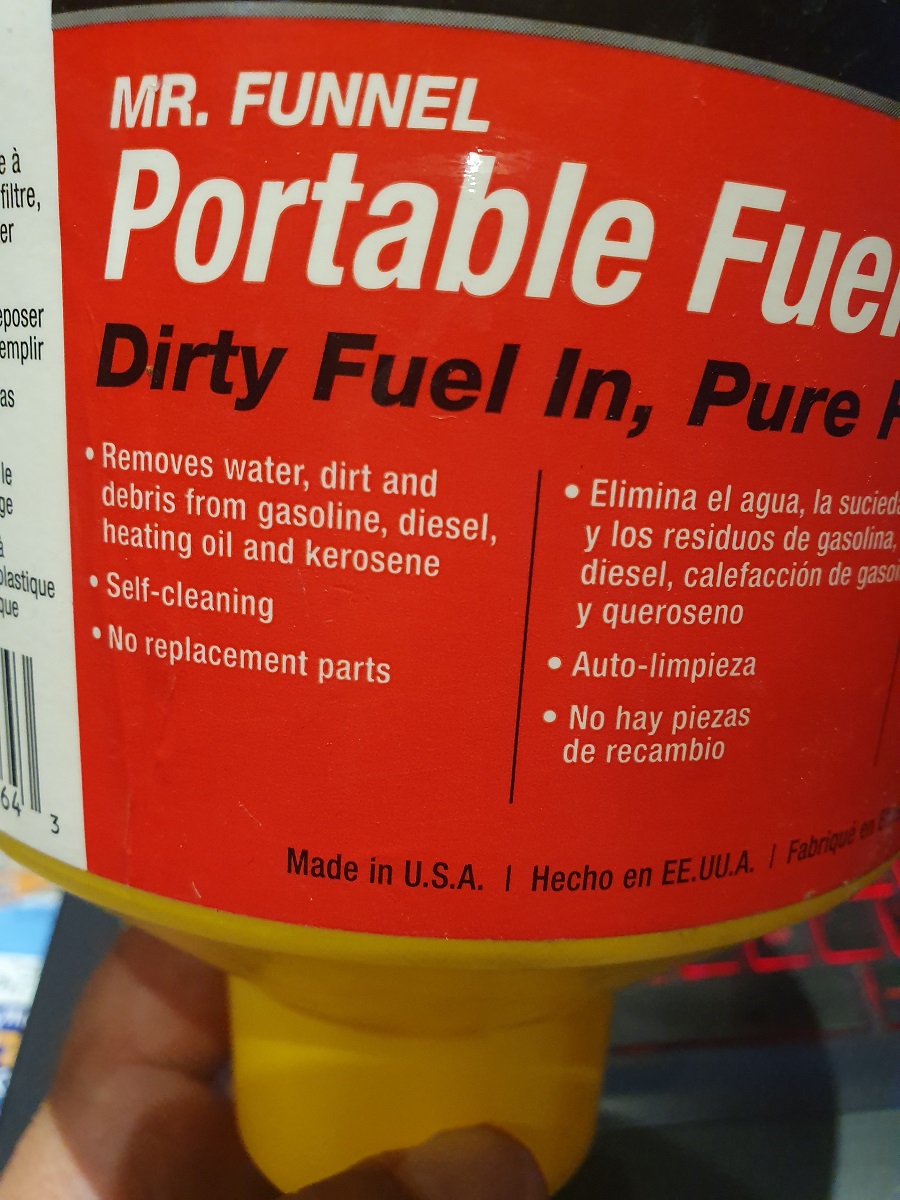 e à
filtre,
er
eposer
emplir
as
le
ge
à
plastique
que
64
3
MR. FUNNEL
Portable Fuel
Dirty Fuel In, Pure F
• Removes water, dirt and
debris from gasoline, diesel,
heating oil and kerosene
• Self-cleaning
• No replacement parts
• Elimina el agua, la sucied
y los residuos de gasolina,
diesel, calefacción de gaso
y queroseno
• Auto-limpieza
• No hay piezas
de recambio
Made in U.S.A. | Hecho en EE.UU.A. | Fabriqué en